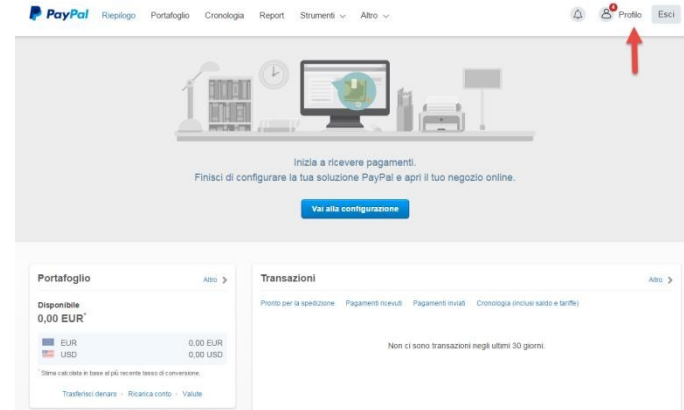 PayPal Riepilogo Portafoglio Cronologia Report Strumenti Altro 4 Profilo Esci
Inizia a ricevere pagamenti.
Finisci di configurare la tua soluzione PayPal e apri il tuo negozio online.
Vai alla configurazione
Portafoglio Altro
Disponibile
0,00 EUR*
EUR 0,00 EUR
USD 0,00 USD
*Stima calcolata in base al più recente tasso di conversione.
Trasferisci denaro · Ricarica conto · Valute
Transazioni Altro
Pronto per la spedizione Pagamenti ricevuti Pagamenti inviati Cronologia (inclusi saldo e tariffe)
Non ci sono transazioni negli ultimi 30 giorni.